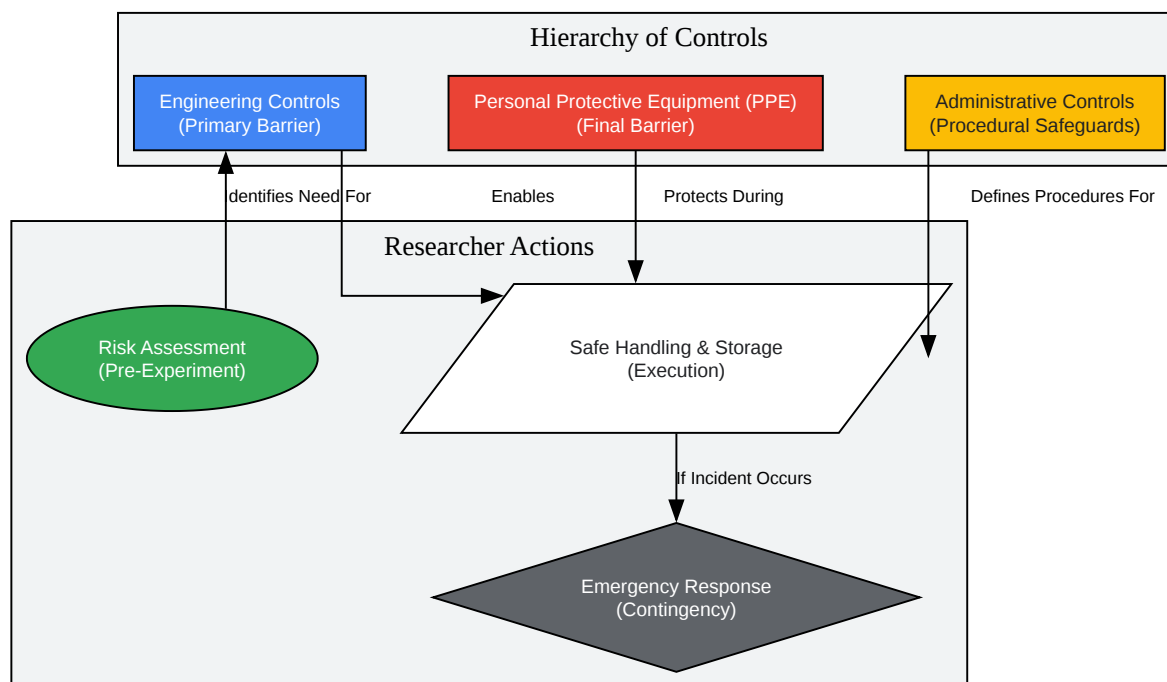 Hierarchy of Controls
Engineering Controls
(Primary Barrier)
Personal Protective Equipment (PPE)
(Final Barrier)
Administrative Controls
(Procedural Safeguards)
Identifies Need For
Enables
Protects During
Defines Procedures For
Researcher Actions
Risk Assessment
(Pre-Experiment)
Safe Handling & Storage
(Execution)
If Incident Occurs
Emergency Response
(Contingency)